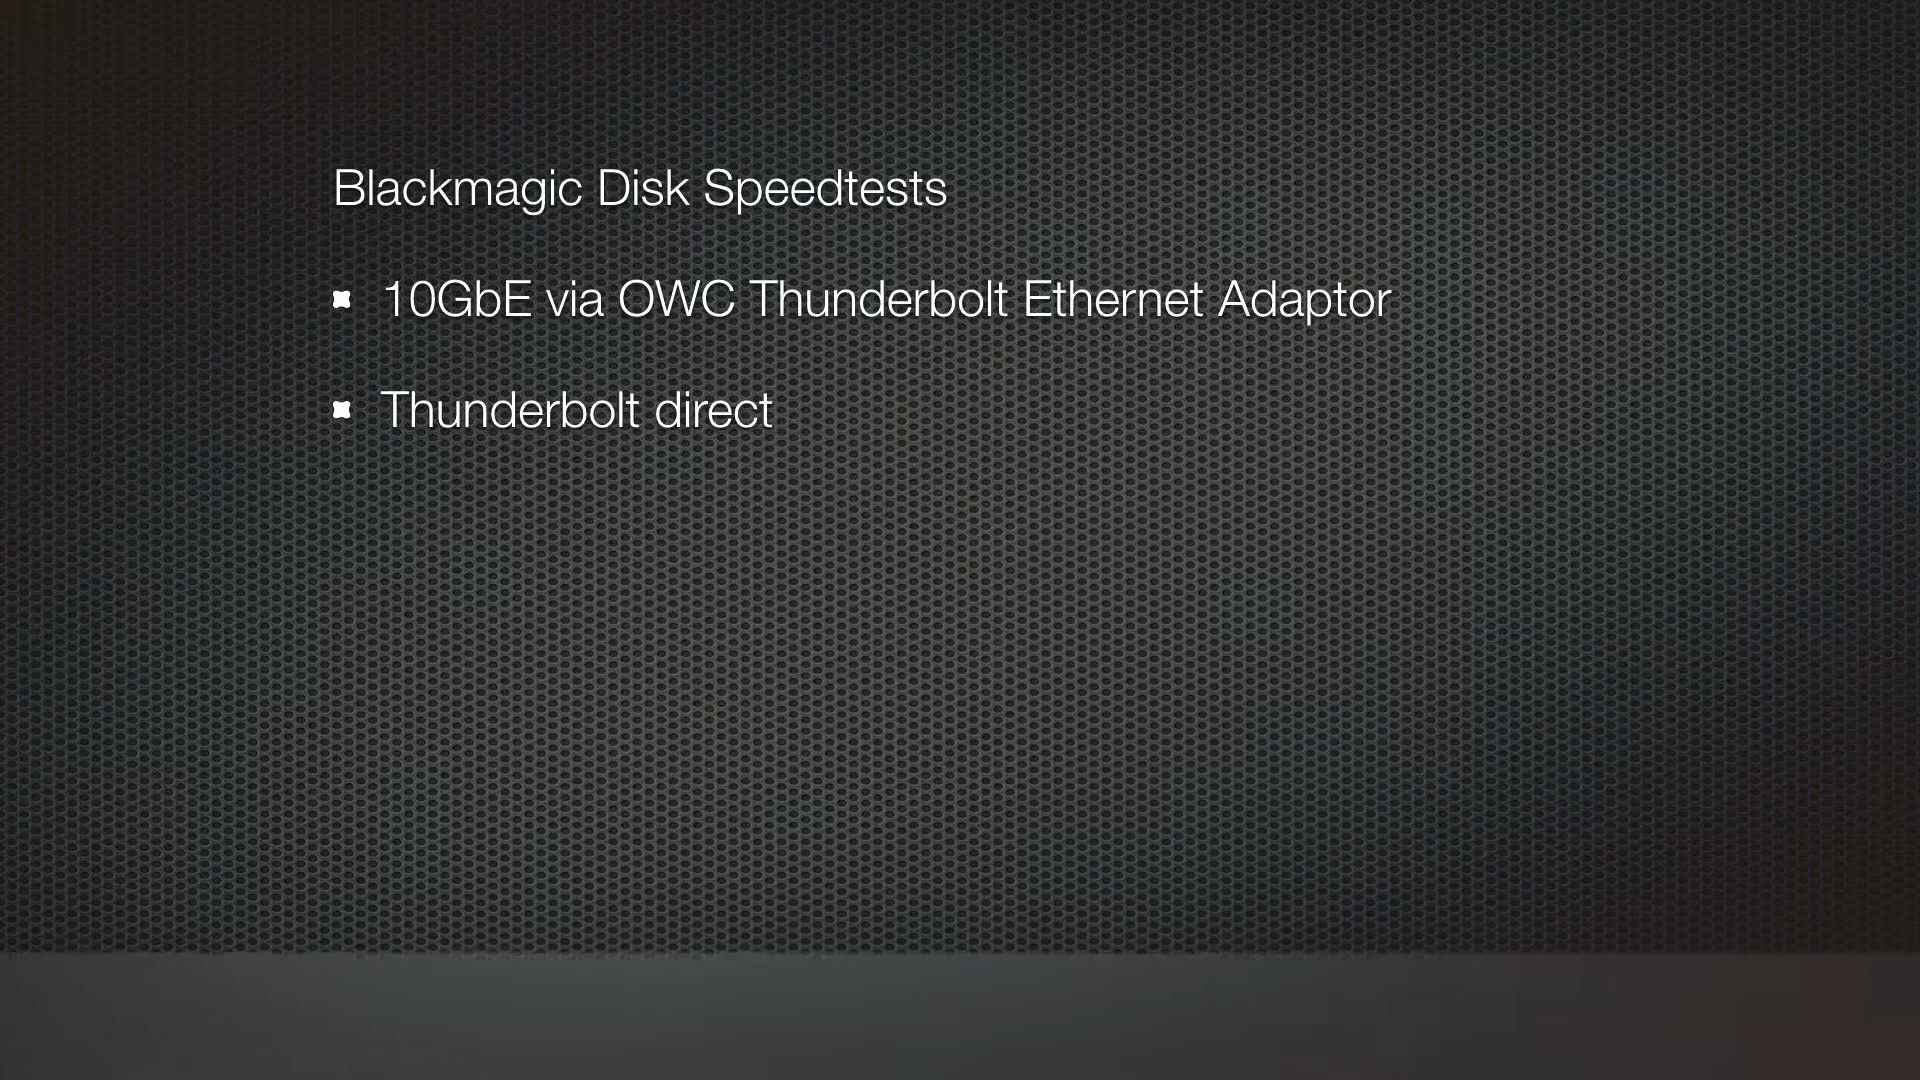 Blackmagic Disk Speedtests
10GbE via OWC Thunderbolt Ethernet Adaptor
Thunderbolt direct